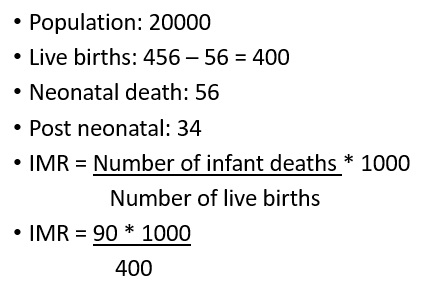 • Population: 20000
• Live births: 456 – 56 = 400
• Neonatal death: 56
• Post neonatal: 34
• IMR = Number of infant deaths * 1000
Number of live births
• IMR = 90 * 1000
400